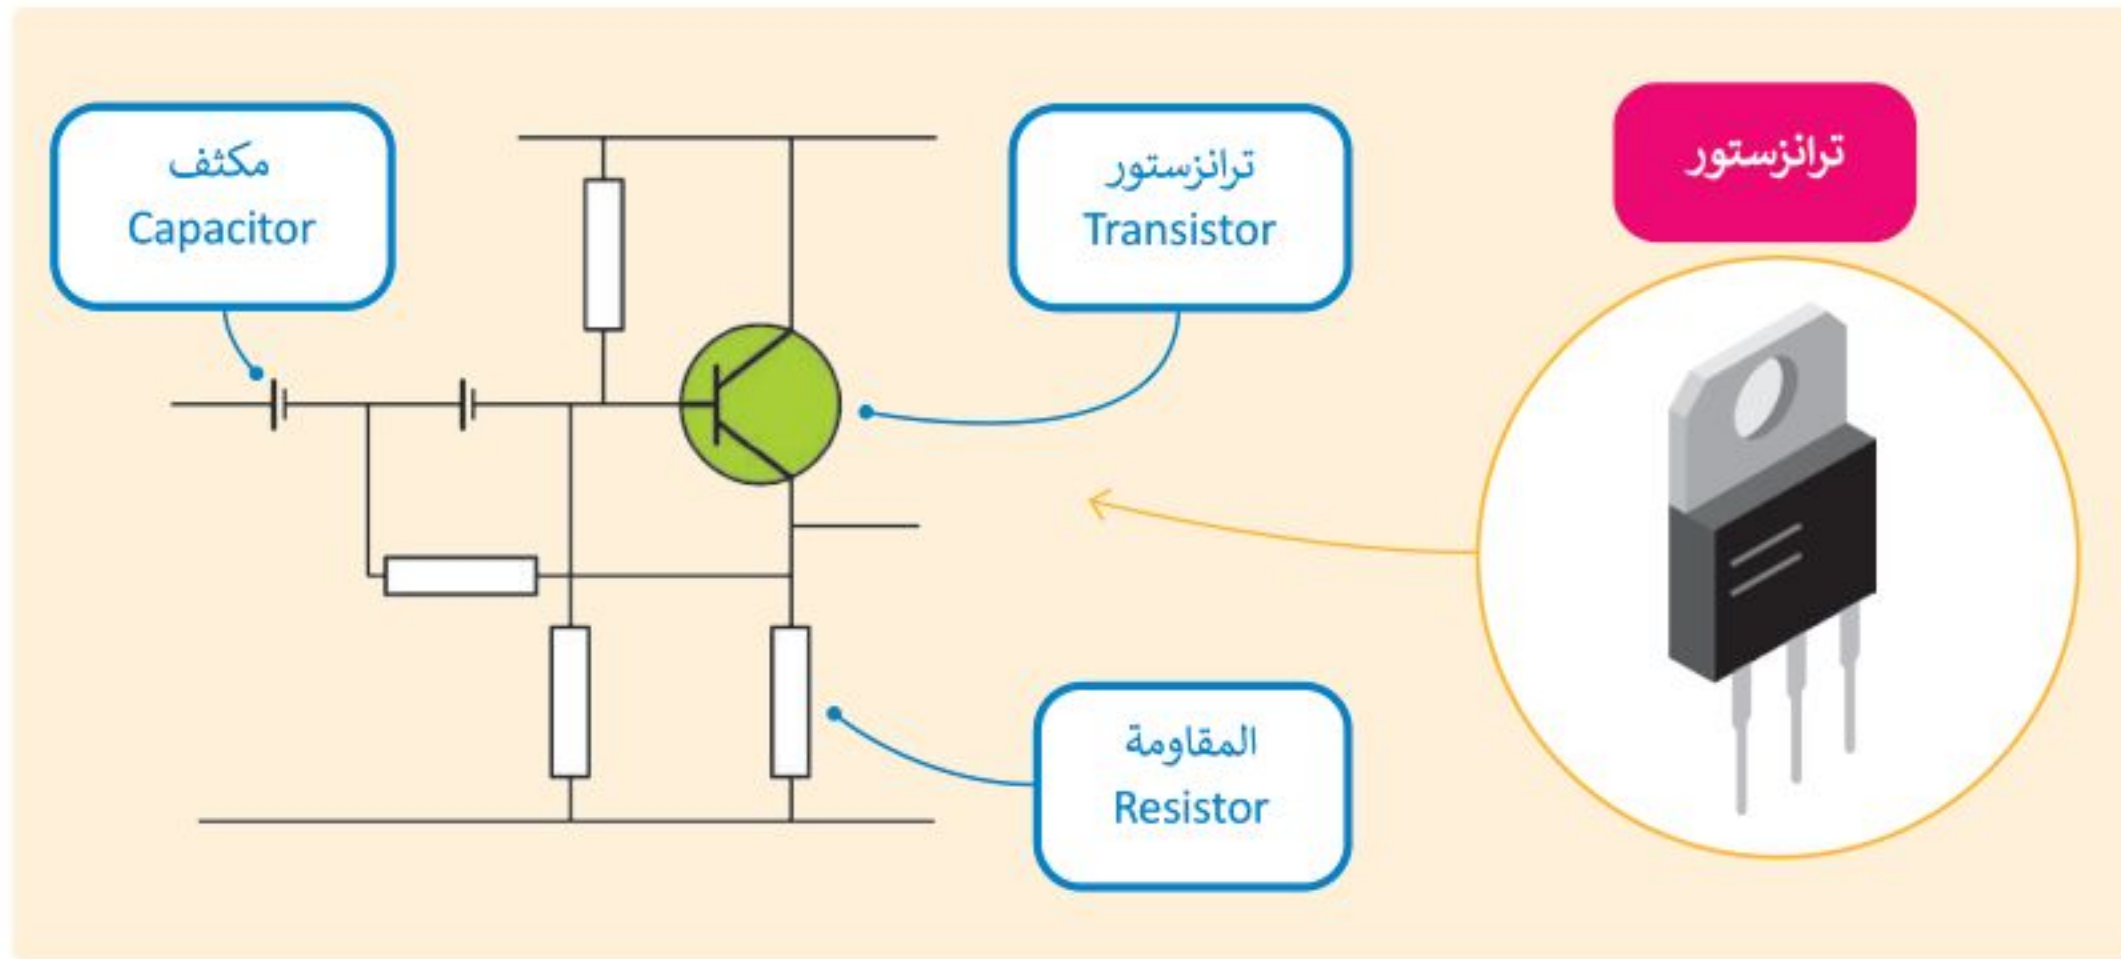 ترانزستور
ترانزستور
Transistor
مكثف
Capacitor
المقاومة
Resistor